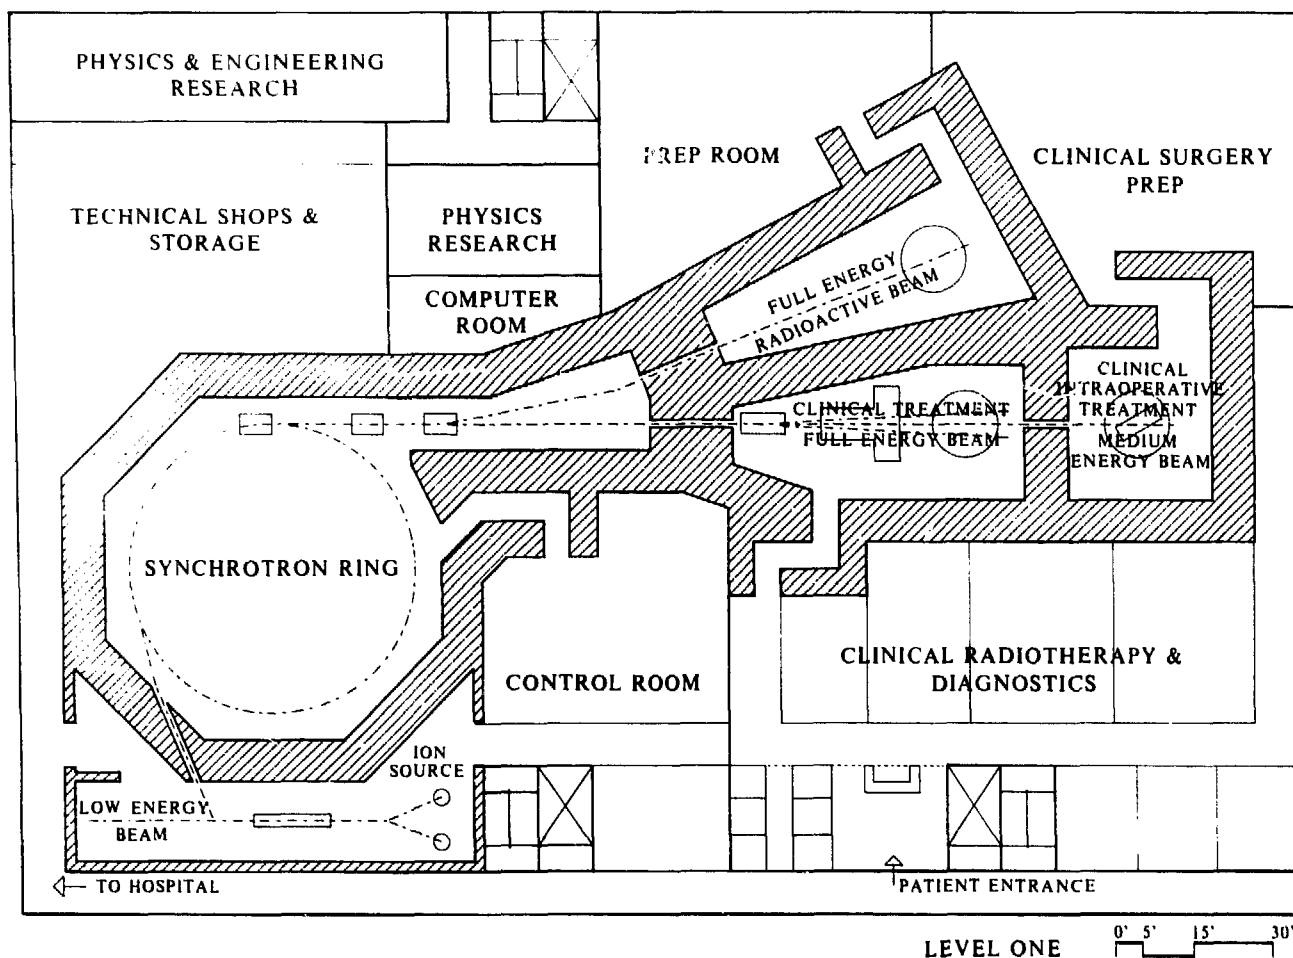 PHYSICS & ENGINEERING
RESEARCH
PREP ROOM
CLINICAL SURGERY
PREP
TECHNICAL SHOPS &
STORAGE
PHYSICS
RESEARCH
COMPUTER
ROOM
FULL ENERGY
RADIOACTIVE BEAM
CLINICAL TREATMENT
FULL ENERGY BEAM
CLINICAL
INTRAOPERATIVE
TREATMENT
MEDIUM
ENERGY BEAM
SYNCHROTRON RING
CONTROL ROOM
CLINICAL RADIOTHERAPY &
DIAGNOSTICS
ION
SOURCE
LOW ENERGY
BEAM
TO HOSPITAL
PATIENT ENTRANCE
LEVEL ONE
0' 5' 15' 30'